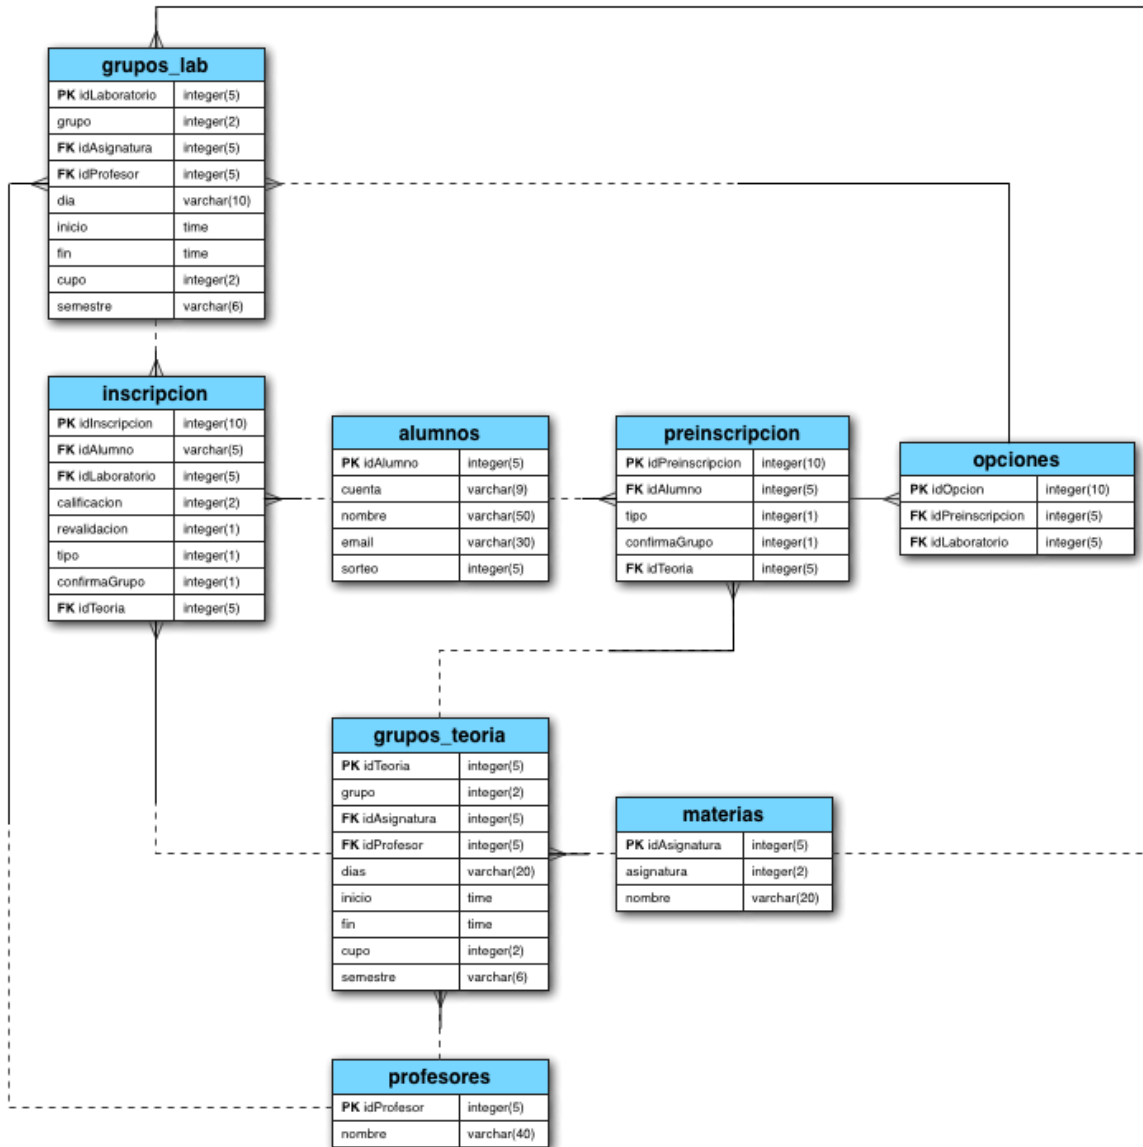 grupos_lab
PK idLaboratorio integer(5)
grupo integer(2)
FK idAsignatura integer(5)
FK idProfesor integer(5)
dia varchar(10)
inicio time
fin time
cupo integer(2)
semestre varchar(6)
inscripcion
PK idInscripcion integer(10)
FK idAlumno varchar(5)
FK idLaboratorio integer(5)
calificacion integer(2)
revalidacion integer(1)
tipo integer(1)
confirmaGrupo integer(1)
FK idTeoria integer(5)
alumnos
PK idAlumno integer(5)
cuenta varchar(9)
nombre varchar(50)
email varchar(30)
sorteo integer(5)
preinscripcion
PK idPreinscripcion integer(10)
FK idAlumno integer(5)
tipo integer(1)
confirmaGrupo integer(1)
FK idTeoria integer(5)
opciones
PK idOpcion integer(10)
FK idPreinscripcion integer(5)
FK idLaboratorio integer(5)
grupos_teoria
PK idTeoria integer(5)
grupo integer(2)
FK idAsignatura integer(5)
FK idProfesor integer(5)
dias varchar(20)
inicio time
fin time
cupo integer(2)
semestre varchar(6)
materias
PK idAsignatura integer(5)
asignatura integer(2)
nombre varchar(20)
profesores
PK idProfesor integer(5)
nombre varchar(40)